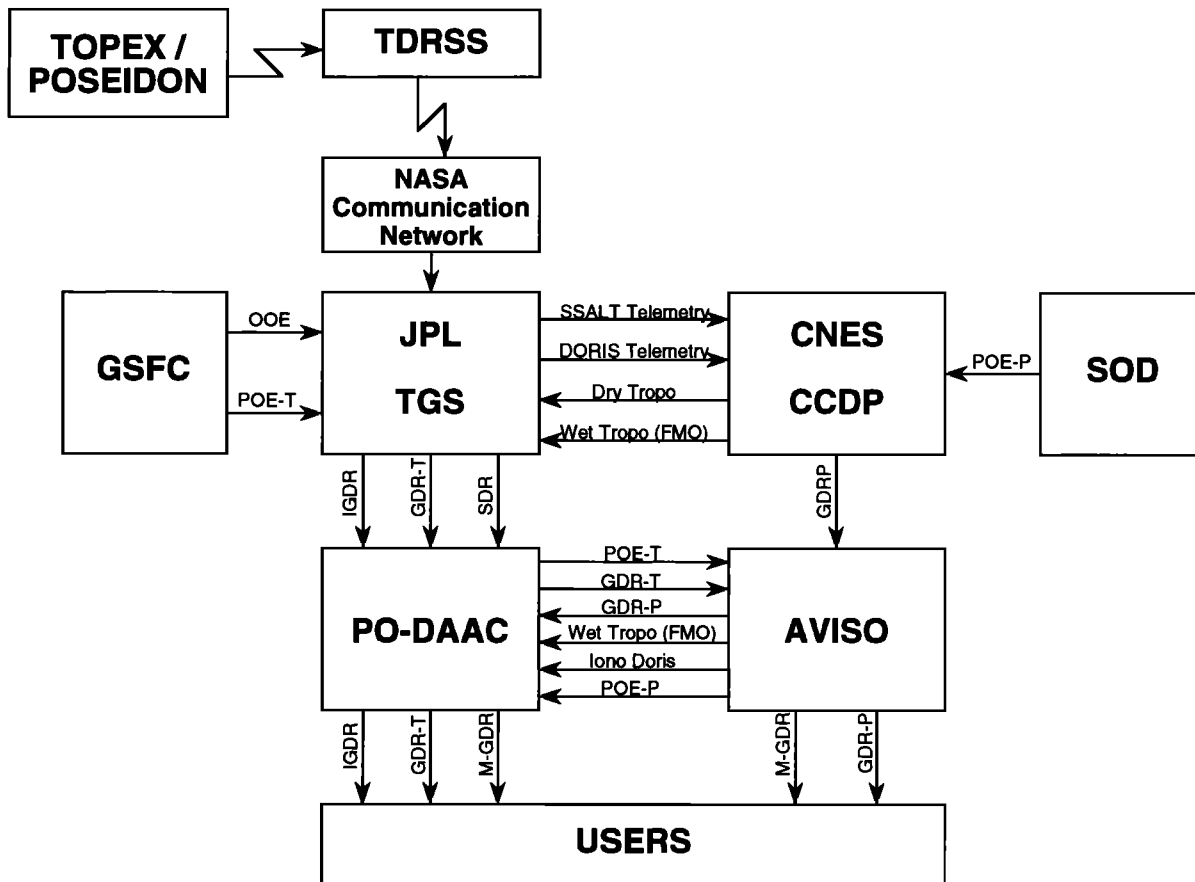 TOPEX /
POSEIDON
TDRSS
NASA
Communication
Network
GSFC
OOE
POE-T
JPL
TGS
SSALT Telemetry
DORIS Telemetry
Dry Tropo
Wet Tropo (FMO)
CNES
CCDP
POE-P
SOD
IGDR
GDR-T
SDR
GDRP
PO-DAAC
POE-T
GDR-T
GDR-P
Wet Tropo (FMO)
Iono Doris
POE-P
AVISO
IGDR
GDR-T
M-GDR
M-GDR
GDR-P
USERS